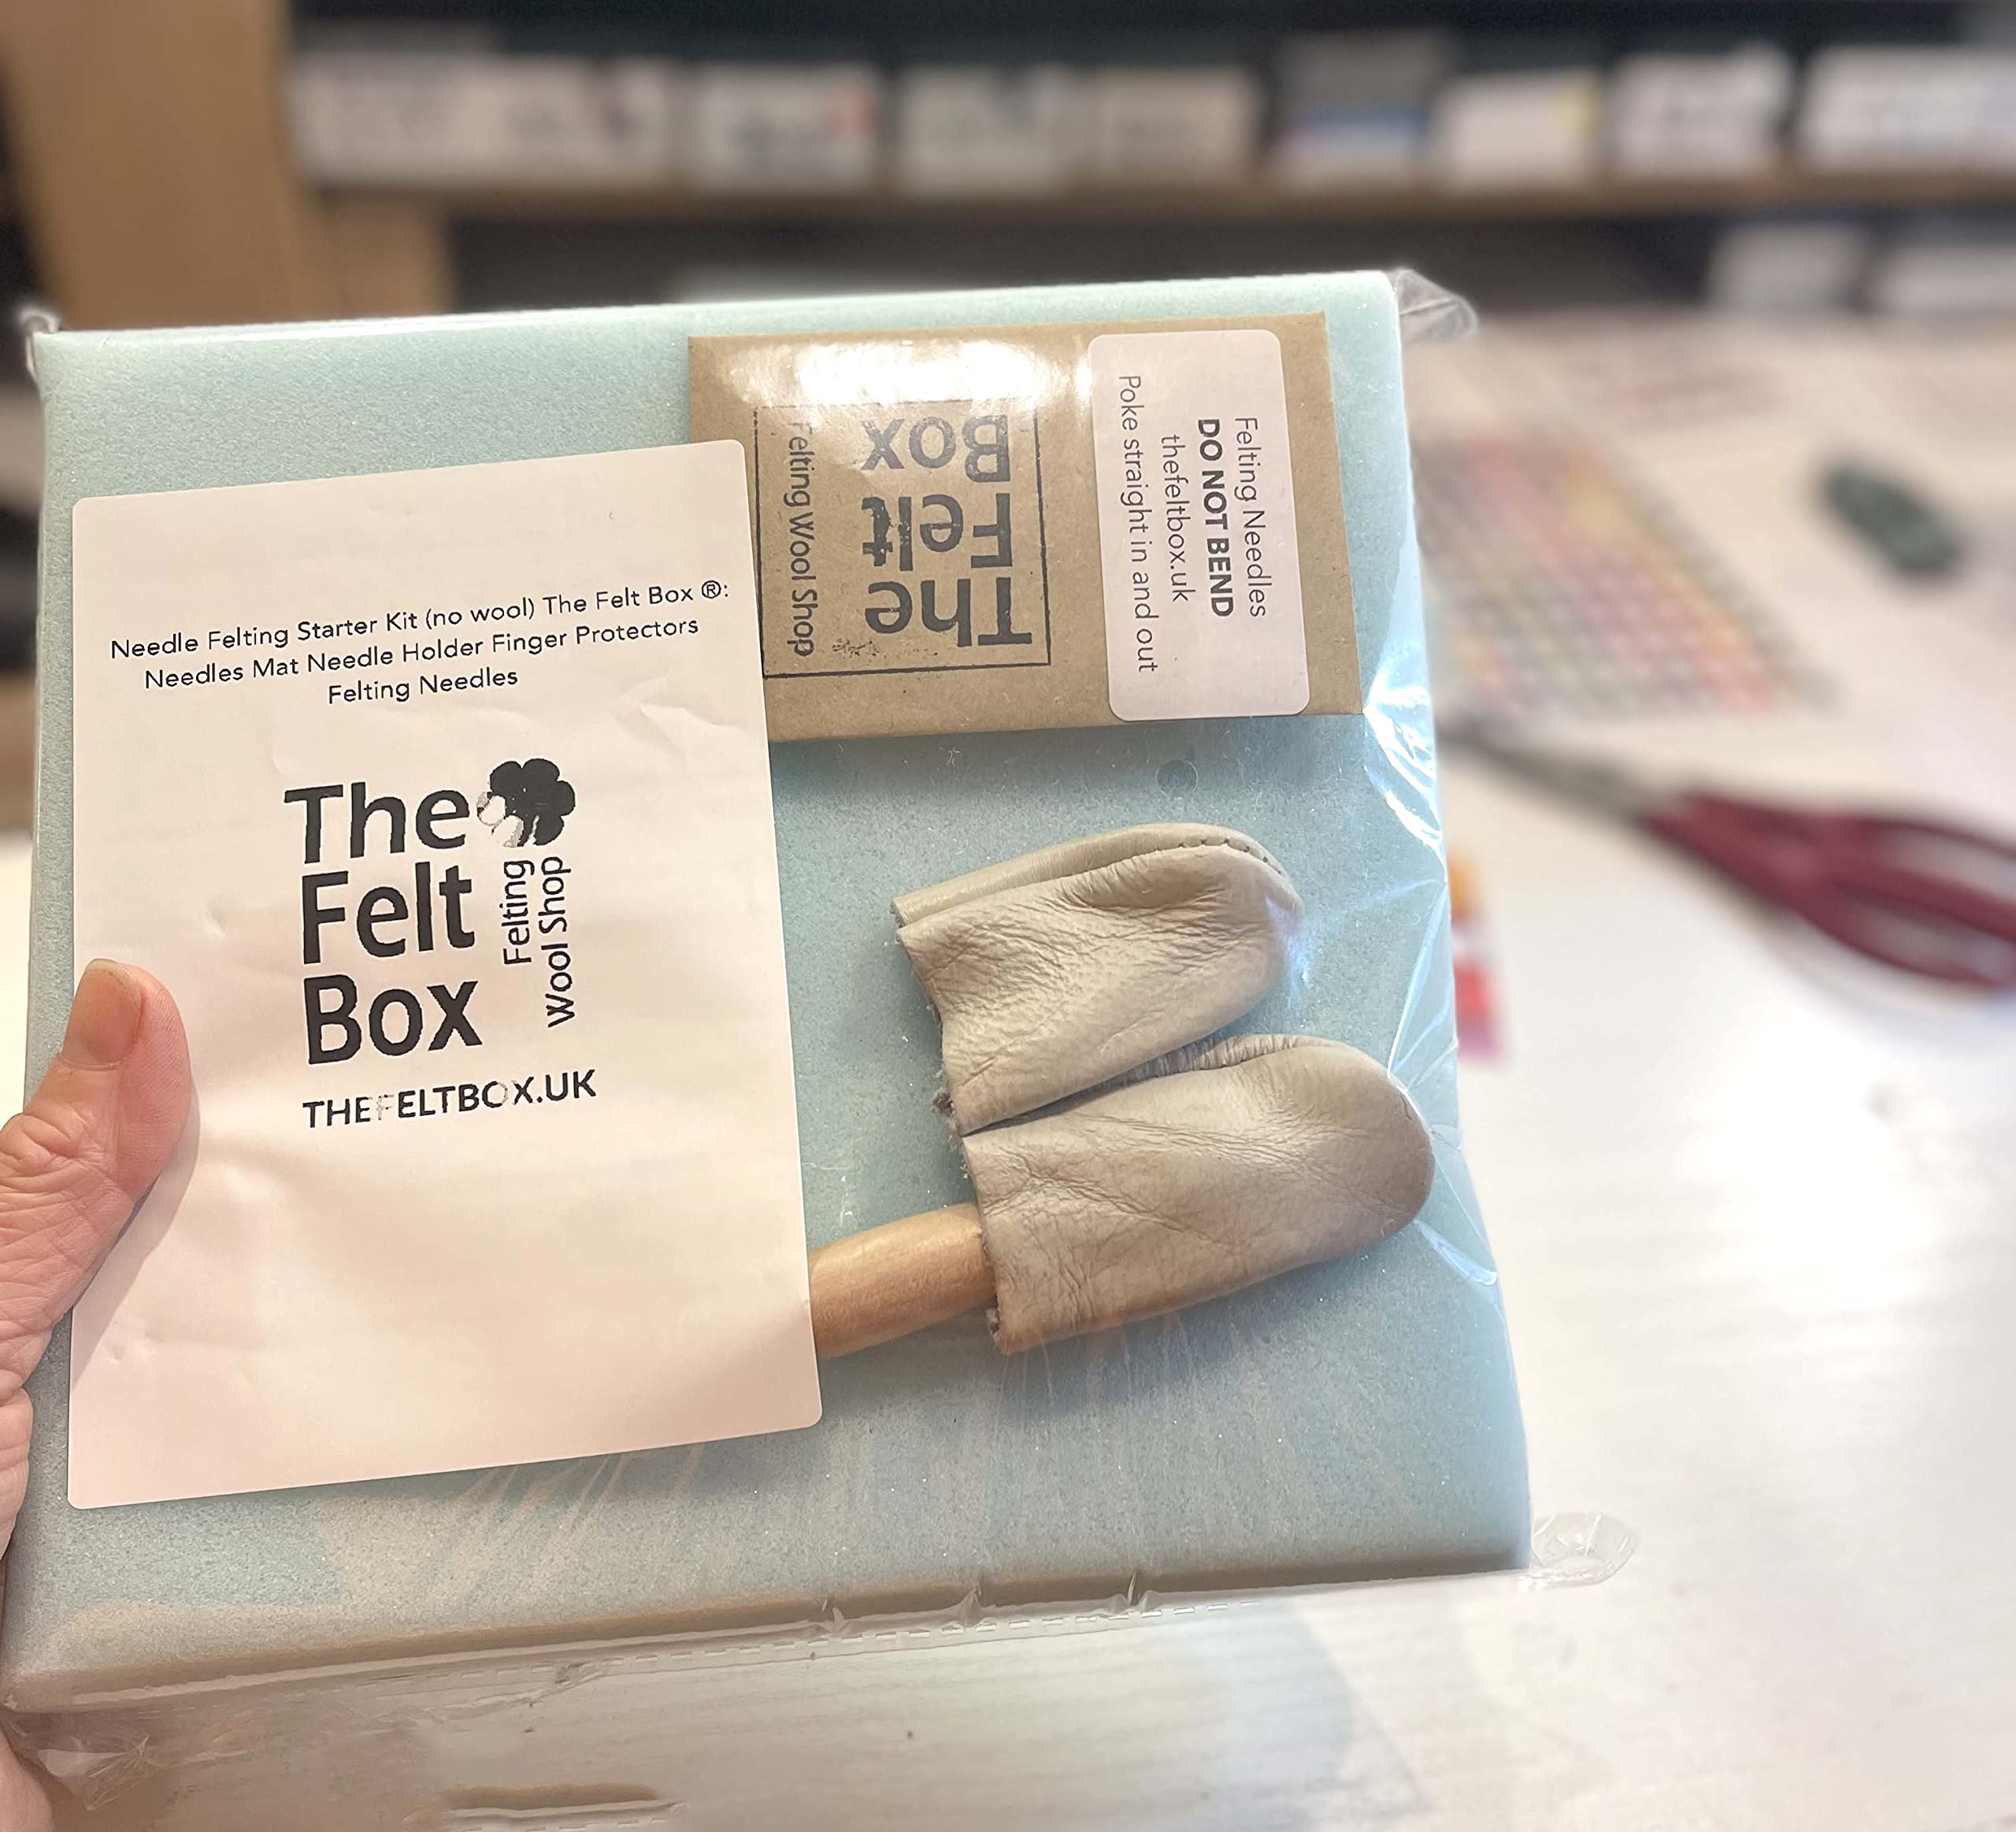 Needle Felting Starter Kit (no wool) The Felt Box ®:
Needles Mat Needle Holder Finger Protectors
Felting Needles
The
Felt
Box
Felting
Wool Shop
THEFELTBOX.UK
The
Felt
Box
Felting Wool Shop
Felting Needles
DO NOT BEND
thefeltbox.uk
Poke straight in and out